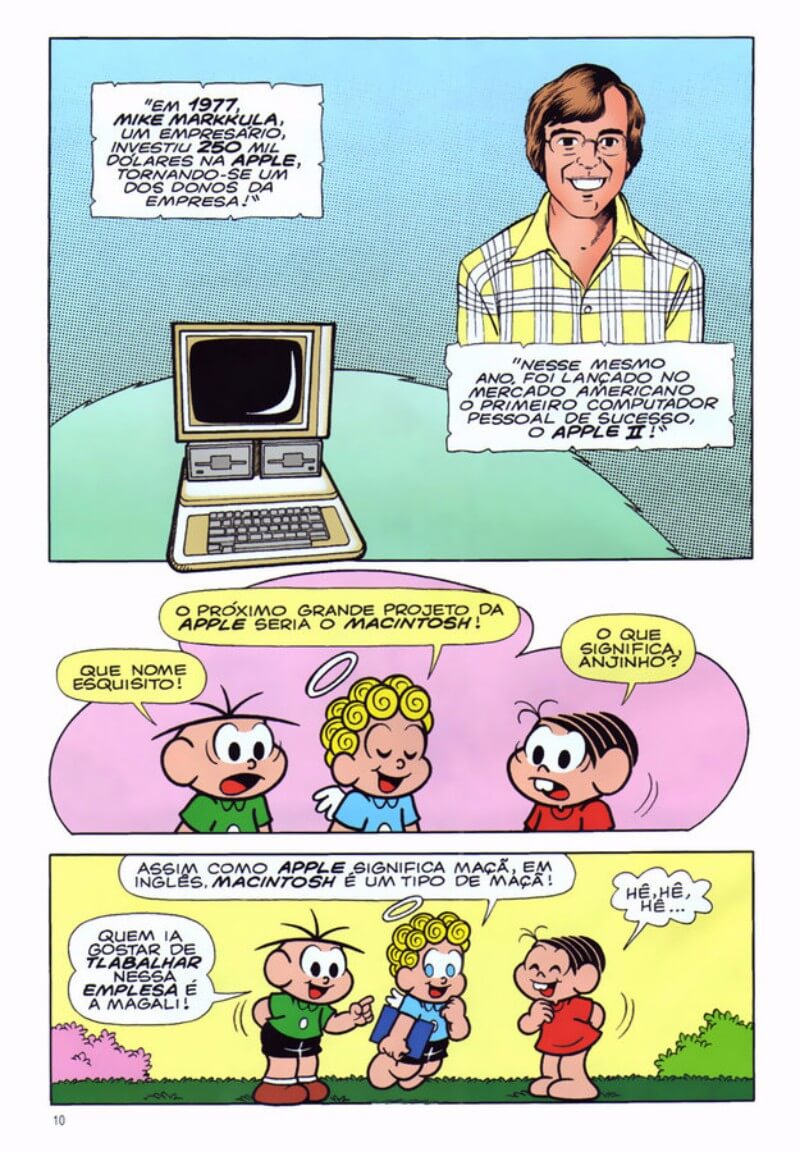 "EM 1977,
MIKE MARKKULA,
UM EMPRESÁRIO,
INVESTIU 250 MIL
DÓLARES NA APPLE,
TORNANDO-SE UM
DOS DONOS DA
EMPRESA!"
"NESSE MESMO
ANO, FOI LANÇADO NO
MERCADO AMERICANO
O PRIMEIRO COMPUTADOR
PESSOAL DE SUCESSO,
O APPLE II!"
QUE NOME
ESQUISITO!
O PRÓXIMO GRANDE PROJETO DA
APPLE SERIA O MACINTOSH!
O QUE
SIGNIFICA,
ANJINHO?
ASSIM COMO APPLE SIGNIFICA MAÇÃ, EM
INGLÊS, MACINTOSH É UM TIPO DE MAÇÃ!
QUEM IA
GOSTAR DE
TLABALHAR
NESSA
EMPLESA É
A MAGALI!
HÊ, HÊ,
HÊ...
10